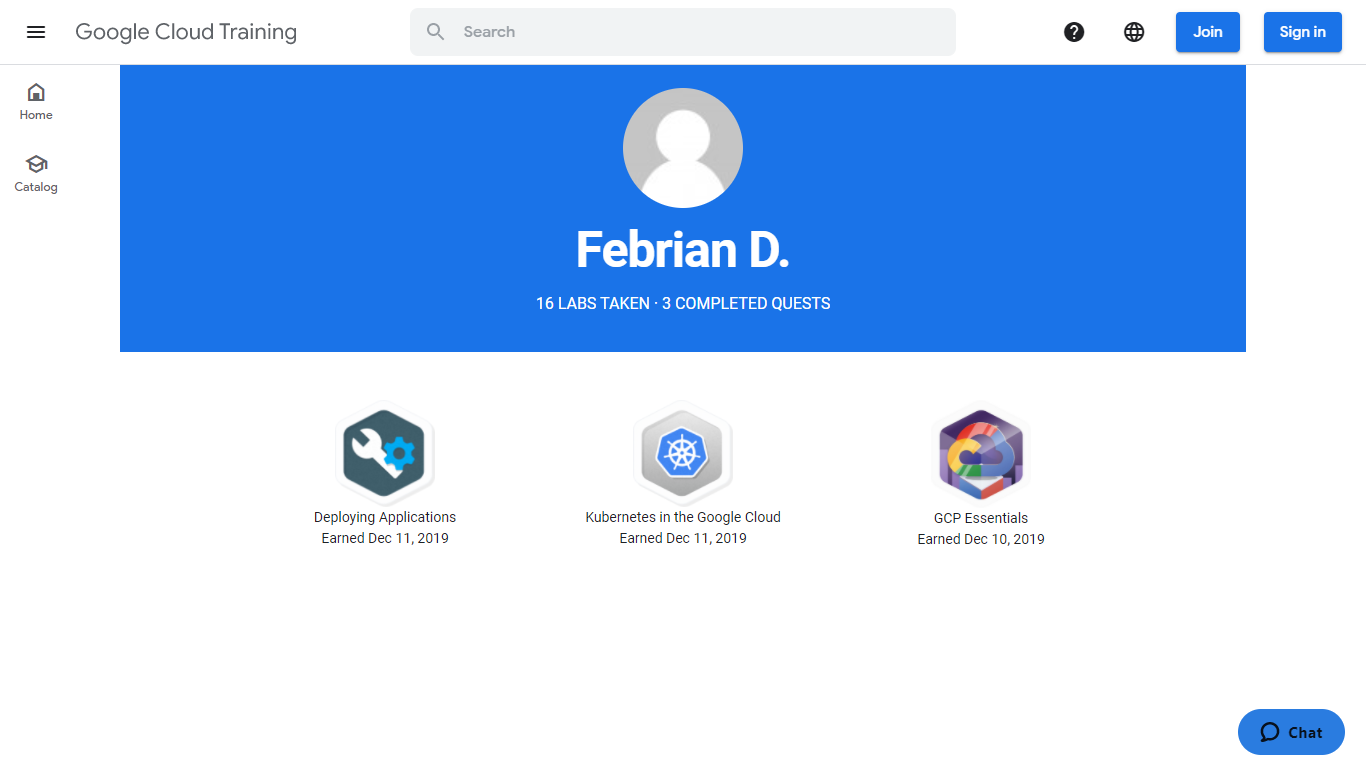 Google Cloud Training
Search
Join
Sign in
Home
Catalog
Febrian D.
16 LABS TAKEN · 3 COMPLETED QUESTS
Deploying Applications
Earned Dec 11, 2019
Kubernetes in the Google Cloud
Earned Dec 11, 2019
GCP Essentials
Earned Dec 10, 2019
Chat